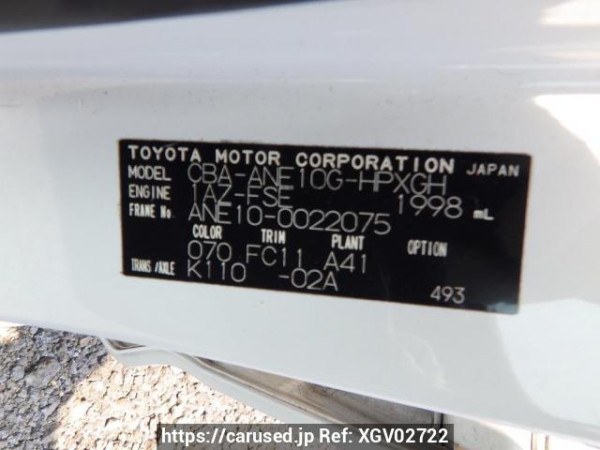 TOYOTA MOTOR CORPORATION JAPAN
MODEL CBA-ANE10G-HPXGH
ENGINE 1AZ-FSE 1998 mL
FRAME No. ANE10-0022075
COLOR TRIM PLANT OPTION
070 FC11 A41
TRANS/AXLE K110 -02A
493
https://carused.jp Ref: XGV02722